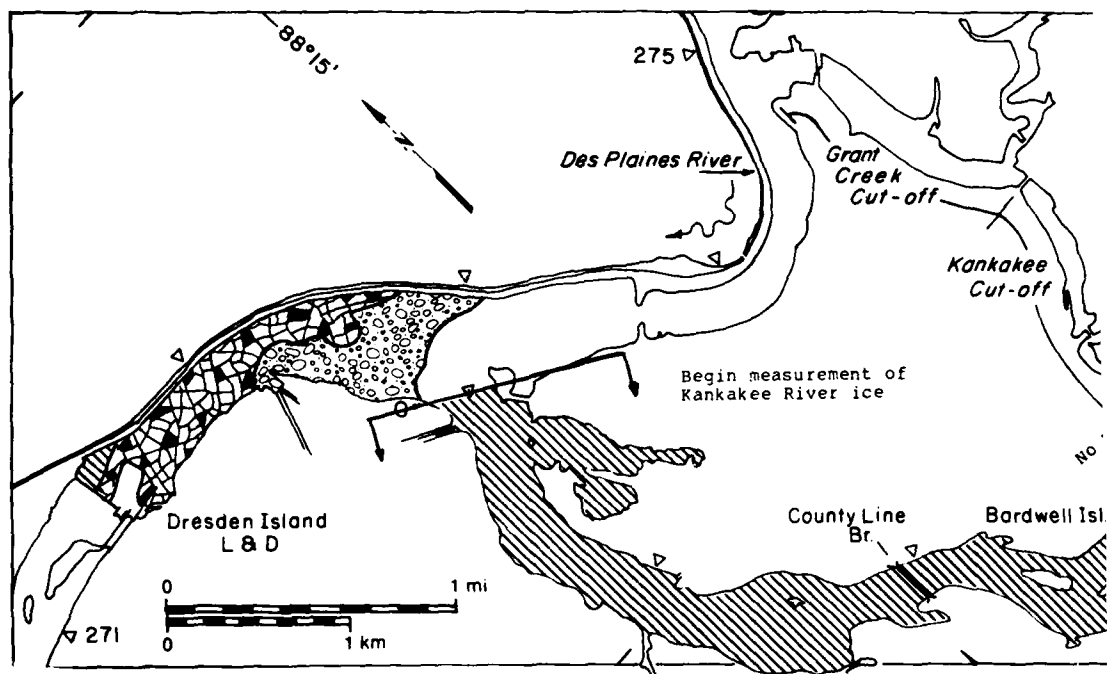 88°15'
275
N
Des Plaines River
Grant
Creek
Cut-off
Kankakee
Cut-off
Begin measurement of
Kankakee River ice
0
No
Dresden Island
L & D
County Line
Br.
Bardwell Isl.
0 1 mi
0 1 km
271